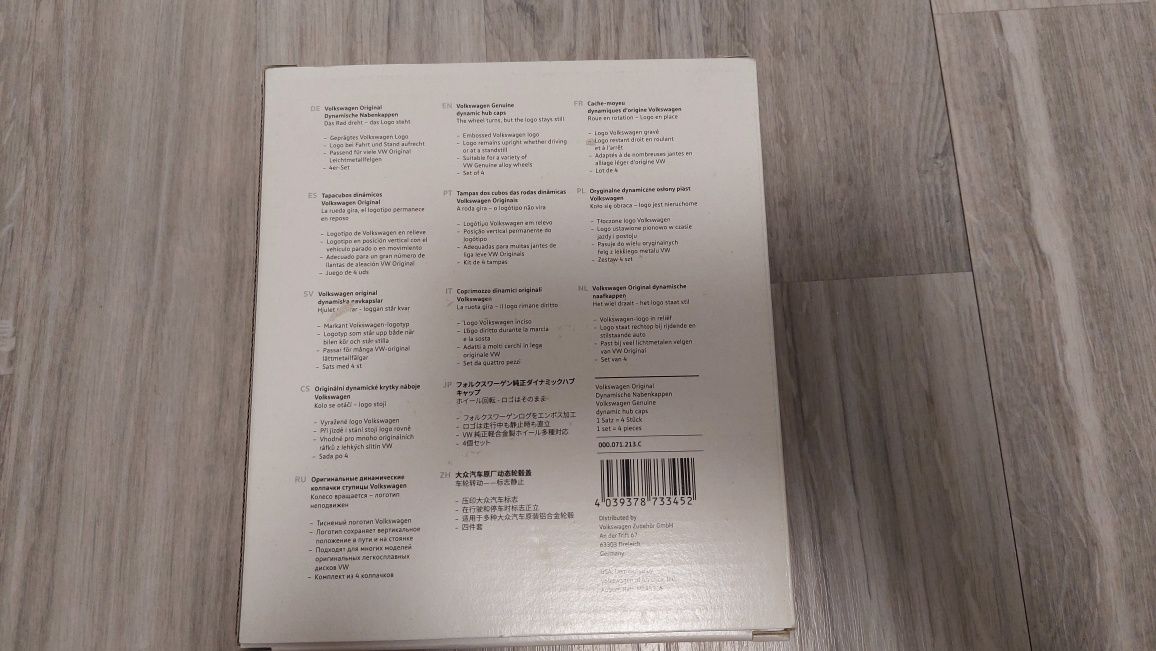 DE Volkswagen Original
Dynamische Nabenkappen
Das Rad dreht – das Logo steht
– Geprägtes Volkswagen Logo
– Logo bei Fahrt und Stand aufrecht
– Passend für viele VW Original
Leichtmetallfelgen
– 4er-Set
EN Volkswagen Genuine
dynamic hub caps
The wheel turns, but the logo stays still
– Embossed Volkswagen logo
– Logo remains upright whether driving
or at a standstill
– Suitable for a variety of
VW Genuine alloy wheels
– Set of 4
FR Cache-moyeu
dynamiques d'origine Volkswagen
Roue en rotation – Logo en place
– Logo Volkswagen gravé
Logo restant droit en roulant
et à l'arrêt
– Adaptés à de nombreuses jantes en
alliage léger d'origine VW
– Lot de 4
ES Tapacubos dinámicos
Volkswagen Original
La rueda gira, el logotipo permanece
en reposo
– Logotipo de Volkswagen en relieve
– Logotipo en posición vertical con el
vehículo parado o en movimiento
– Adecuado para un gran número de
llantas de aleación VW Original
– Juego de 4 uds
PT Tampas dos cubos das rodas dinâmicas
Volkswagen Originais
A roda gira – o logótipo não vira
– Logótipo Volkswagen em relevo
– Posição vertical permanente do
logótipo
– Adequadas para muitas jantes de
liga leve VW Originais
– Kit de 4 tampas
PL Oryginalne dynamiczne osłony piast
Volkswagen
Koło się obraca – logo jest nieruchome
– Tłoczone logo Volkswagen
– Logo ustawione pionowo w czasie
jazdy i postoju
– Pasuje do wielu oryginalnych
felg z lekkiego metalu VW
– Zestaw 4 szt
SV Volkswagen original
dynamiska navkapslar
Hjulet – loggan står kvar
– Markant Volkswagen-logotyp
– Logotyp som står upp både när
bilen kör och står stilla
– Passar för många VW-original
lättmetallfälgar
– Sats med 4 st
IT Coprimozzo dinamici originali
Volkswagen
La ruota gira – il logo rimane diritto
– Logo Volkswagen inciso
– Logo diritto durante la marcia
e la sosta
– Adatti a molti cerchi in lega
originale VW
– Set da quattro pezzi
NL Volkswagen Original dynamische
naafkappen
Het wiel draait – het logo staat stil
– Volkswagen-logo in reliëf
– Logo staat rechtop bij rijdende en
stilstaande auto
– Past bij veel lichtmetalen velgen
van VW Original
– Set van 4
CS Originální dynamické krytky náboje
Volkswagen
Kolo se otáčí – logo stojí
– Vyražené logo Volkswagen
– Při jízdě i stání stojí logo rovně
– Vhodné pro mnoho originálních
ráfků z lehkých slitin VW
– Sada po 4
JP フォルクスワーゲン純正ダイナミックハブ
キャップ
ホイール回転 - ロゴはそのまま
– フォルクスワーゲンログをエンボス加工
– ロゴは走行中も静止時も直立
– VW 純正軽合金製ホイール多種対応
– 4個セット
Volkswagen Original
Dynamische Nabenkappen
Volkswagen Genuine
dynamic hub caps
1 Satz = 4 Stück
1 set = 4 pieces
000.071.213.C
4 039378 733452
RU Оригинальные динамические
колпачки ступицы Volkswagen
Колесо вращается – логотип
неподвижен
– Тисненый логотип Volkswagen
– Логотип сохраняет вертикальное
положение в пути и на стоянке
– Подходят для многих моделей
оригинальных легкосплавных
дисков VW
– Комплект из 4 колпачков
ZH 大众汽车原厂动态轮毂盖
车轮转动——标志静止
– 压印大众汽车标志
– 在行驶和停车时标志正立
– 适用于多种大众汽车原装铝合金轮毂
– 四件套
Distributed by
Volkswagen Zubehör GmbH
An der Trift 67
63303 Dreieich
Germany
USA:
Volkswagen of America, Inc.